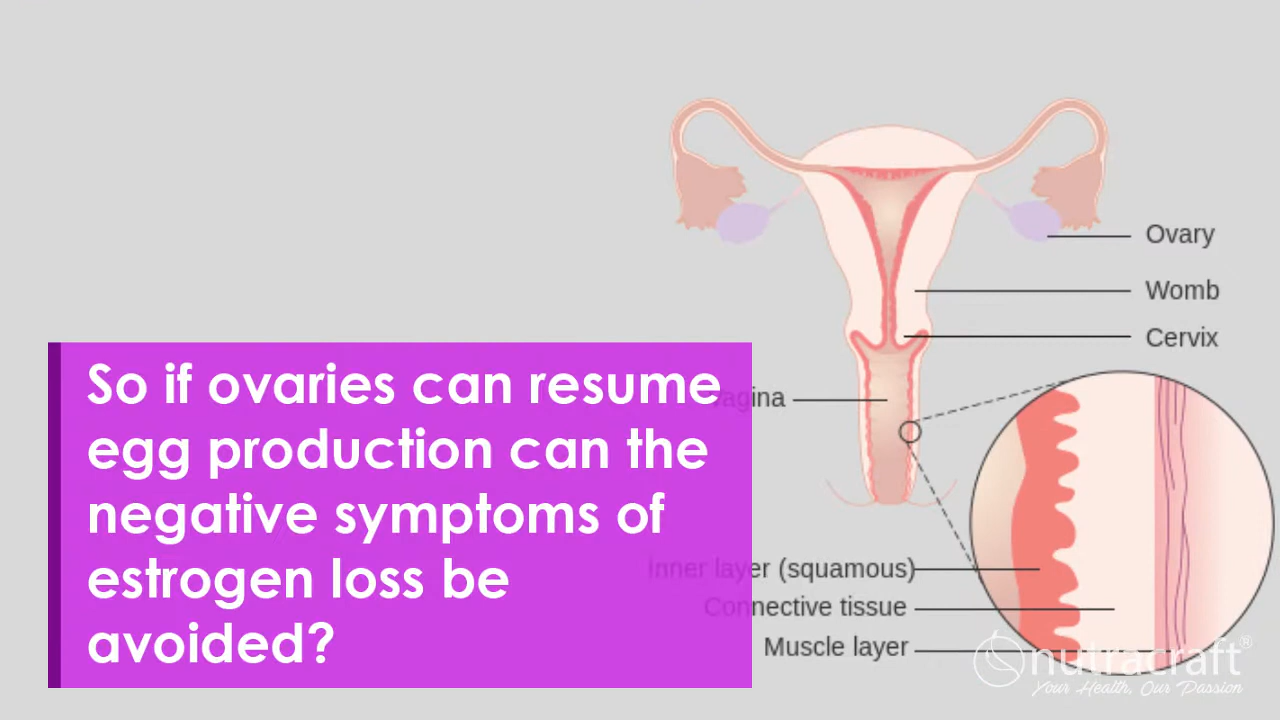 Ovary
Womb
Cervix
So if ovaries can resume
egg production can the
negative symptoms of
estrogen loss be
avoided?
Vagina
Inner layer (squamous)
Connective tissue
Muscle layer
nutracraft®
Your Health, Our Passion